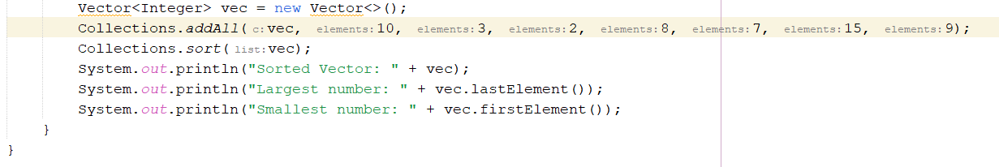 Vector<Integer> vec = new Vector<>();
Collections.addAll( c: vec, elements: 10, elements: 3, elements: 2, elements: 8, elements: 7, elements: 15, elements: 9);
Collections.sort( list: vec);
System.out.println("Sorted Vector: " + vec);
System.out.println("Largest number: " + vec.lastElement());
System.out.println("Smallest number: " + vec.firstElement());
}
}